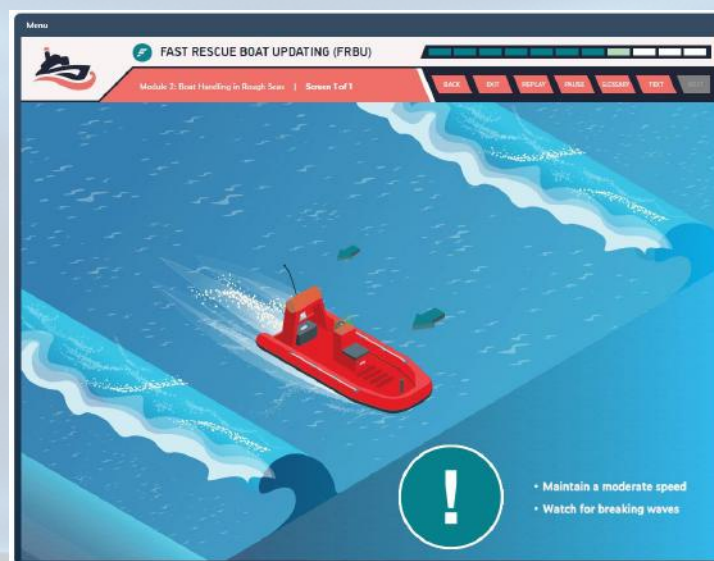 Menu
FAST RESCUE BOAT UPDATING (FRBU)
Module 2: Boat Handling in Rough Seas | Screen 1 of 1
BACK EXIT REPLAY PAUSE GLOSSARY TEXT NEXT
!
• Maintain a moderate speed
• Watch for breaking waves